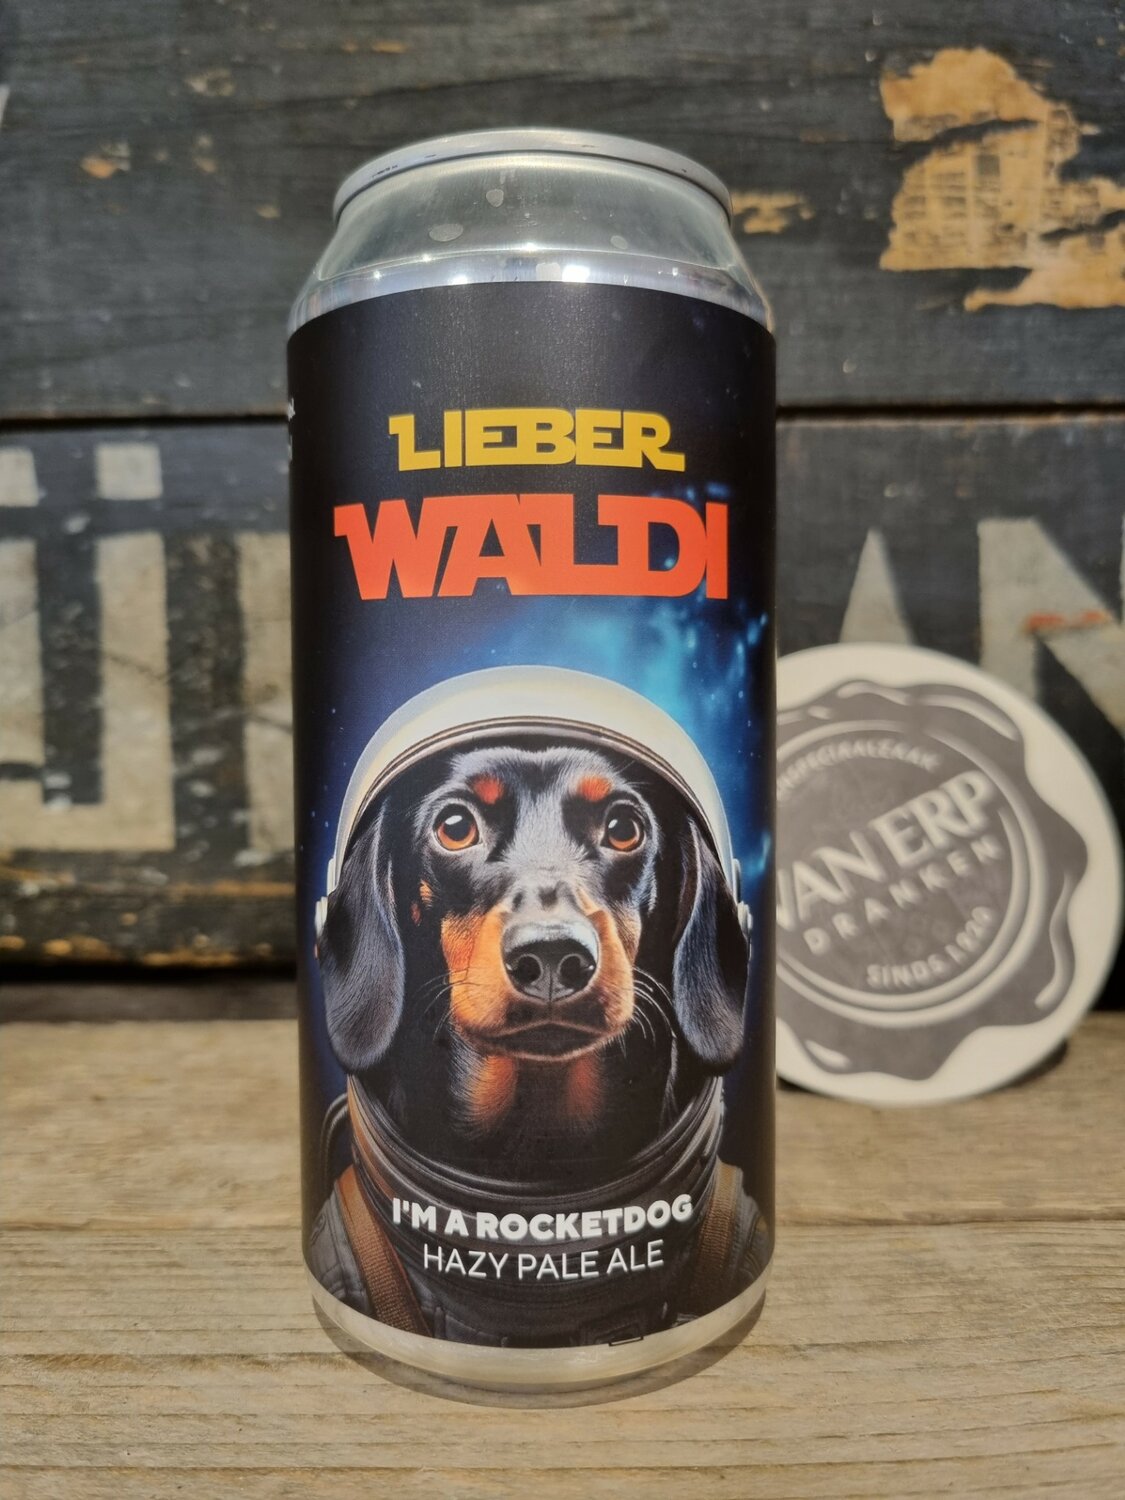 LIEBER
WALDI
I'M A ROCKETDOG
HAZY PALE ALE
VAN ERP
DRANKEN
SINDS 1920